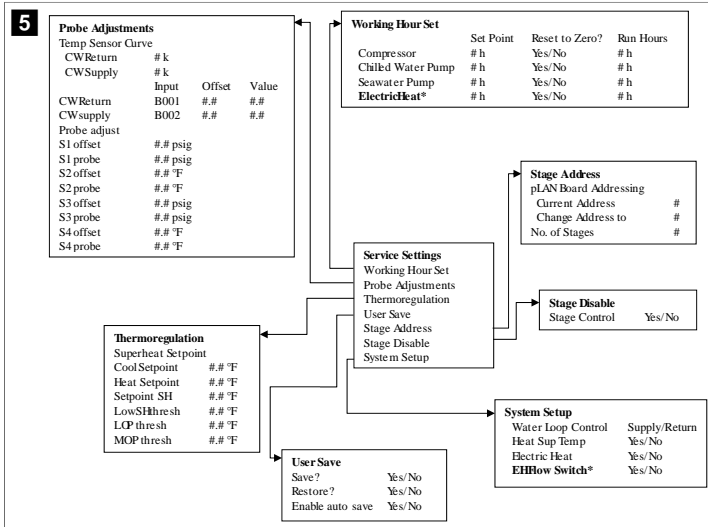 5
Probe Adjustments
Temp Sensor Curve
CWReturn # k
CWSupply # k
Input Offset Value
CWReturn B001 #.# #.#
CWsupply B002 #.# #.#
Probe adjust
S1 offset #.# psig
S1 probe #.# psig
S2 offset #.# °F
S2 probe #.# °F
S3 offset #.# psig
S3 probe #.# psig
S4 offset #.# °F
S4 probe #.# °F
Working Hour Set
Set Point Reset to Zero? Run Hours
Compressor # h Yes/No # h
Chilled Water Pump # h Yes/No # h
Seawater Pump # h Yes/No # h
ElectricHeat* # h Yes/No # h
Stage Address
pLAN Board Addressing
Current Address #
Change Address to #
No. of Stages #
Service Settings
Working Hour Set
Probe Adjustments
Thermoregulation
User Save
Stage Address
Stage Disable
System Setup
Stage Disable
Stage Control Yes/No
Thermoregulation
Superheat Setpoint
Cool Setpoint #.# °F
Heat Setpoint #.# °F
Setpoint SH #.# °F
LowSHthresh #.# °F
LOP thresh #.# °F
MOP thresh #.# °F
System Setup
Water Loop Control Supply/Return
Heat Sup Temp Yes/No
Electric Heat Yes/No
EHFlow Switch* Yes/No
User Save
Save? Yes/No
Restore? Yes/No
Enable auto save Yes/No